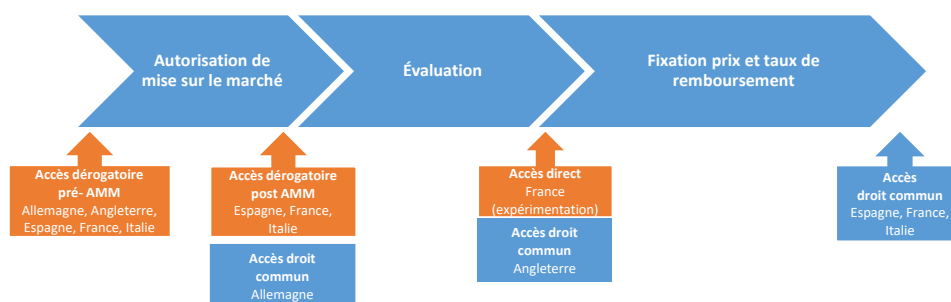 Autorisation de
mise sur le marché
Évaluation
Fixation prix et taux de
remboursement
Accès dérogatoire
pré- AMM
Allemagne, Angleterre,
Espagne, France, Italie
Accès dérogatoire
post AMM
Espagne, France,
Italie
Accès droit
commun
Allemagne
Accès direct
France
(expérimentation)
Accès droit
commun
Angleterre
Accès
droit commun
Espagne, France,
Italie